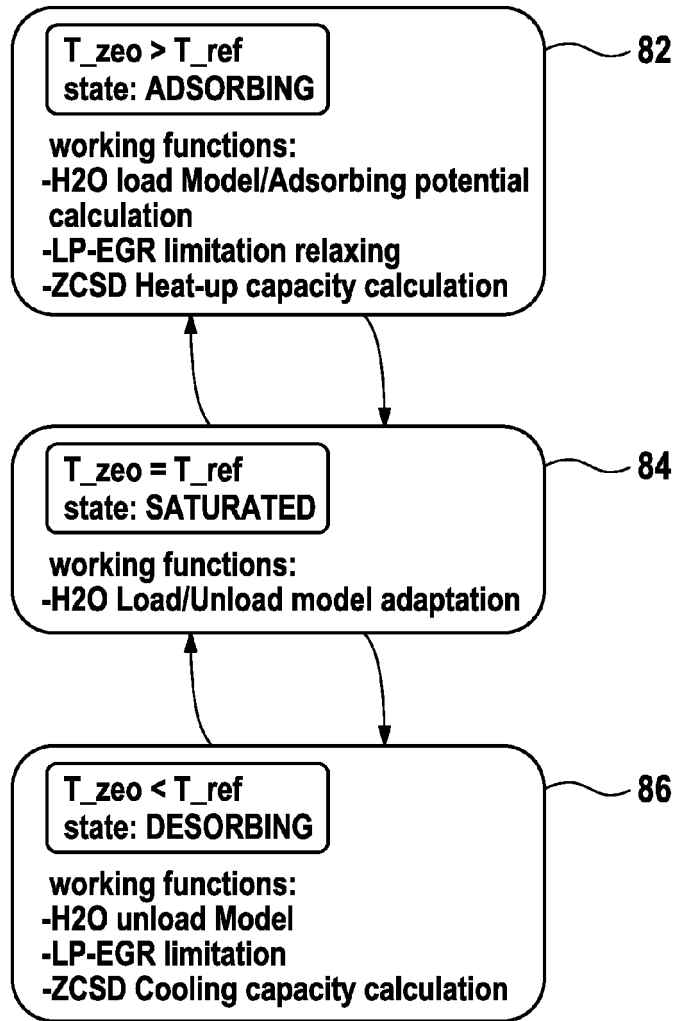 T_zeo > T_ref
state: ADSORBING
82
working functions:
-H2O load Model/Adsorbing potential
calculation
-LP-EGR limitation relaxing
-ZCSD Heat-up capacity calculation
T_zeo = T_ref
state: SATURATED
84
working functions:
-H2O Load/Unload model adaptation
T_zeo < T_ref
state: DESORBING
86
working functions:
-H2O unload Model
-LP-EGR limitation
-ZCSD Cooling capacity calculation